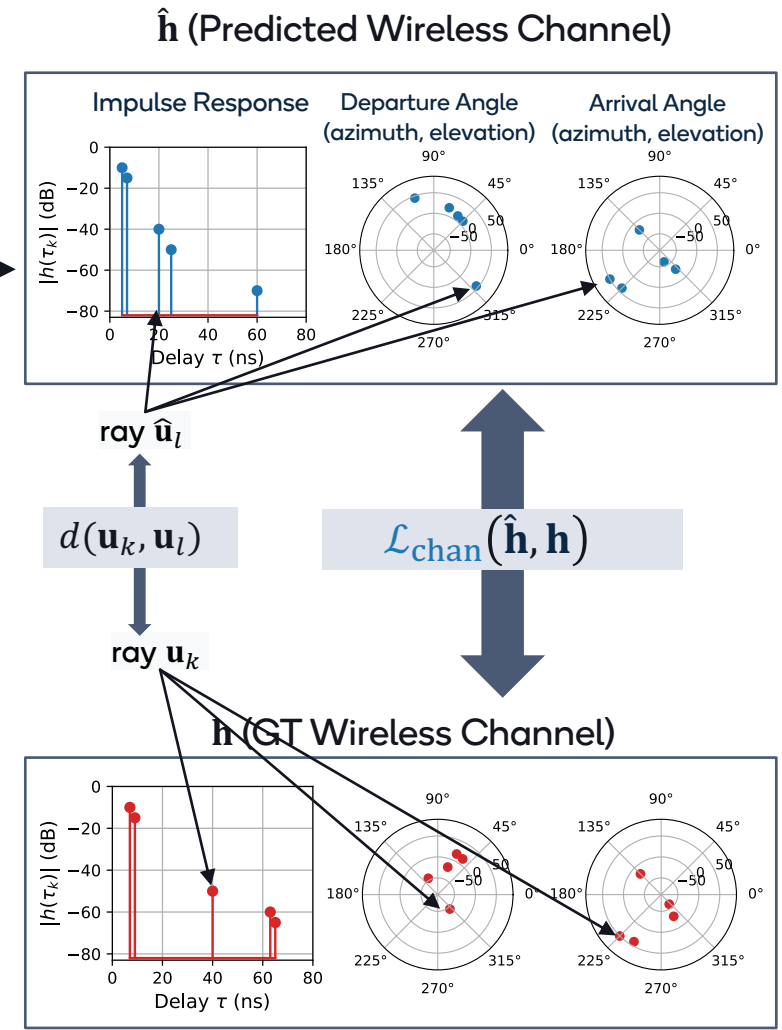 ĥ (Predicted Wireless Channel)
Impulse Response
Departure Angle
(azimuth, elevation)
Arrival Angle
(azimuth, elevation)
|h(τₖ)| (dB)
0
−20
−40
−60
−80
0 20 40 60 80
Delay τ (ns)
90°
135° 45°
180° 0°
225° 315°
270°
−50 0 50
90°
135° 45°
180° 0°
225° 315°
270°
−50 0 50
ray û_l
d(u_k, u_l)
ℒ_chan(ĥ, h)
ray u_k
h (GT Wireless Channel)
|h(τₖ)| (dB)
0
−20
−40
−60
−80
0 20 40 60 80
Delay τ (ns)
90°
135° 45°
180° 0°
225° 315°
270°
−50 0 50
90°
135° 45°
180° 0°
225° 315°
270°
−50 0 50